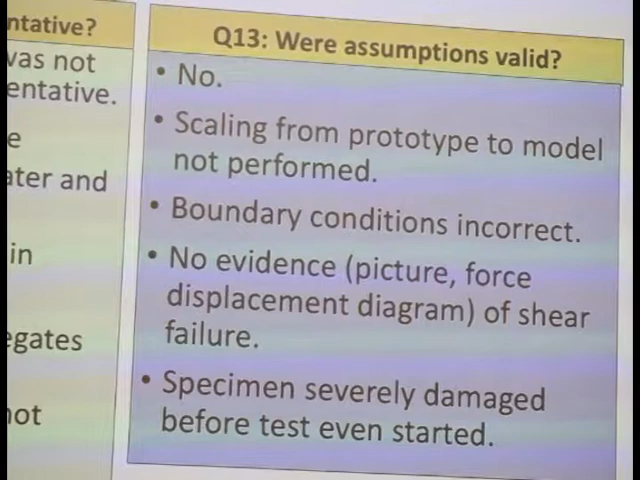 ntative?
was not
entative.
e
ater and
in
egates
not
Q13: Were assumptions valid?
• No.
• Scaling from prototype to model
not performed.
• Boundary conditions incorrect.
• No evidence (picture, force
displacement diagram) of shear
failure.
• Specimen severely damaged
before test even started.